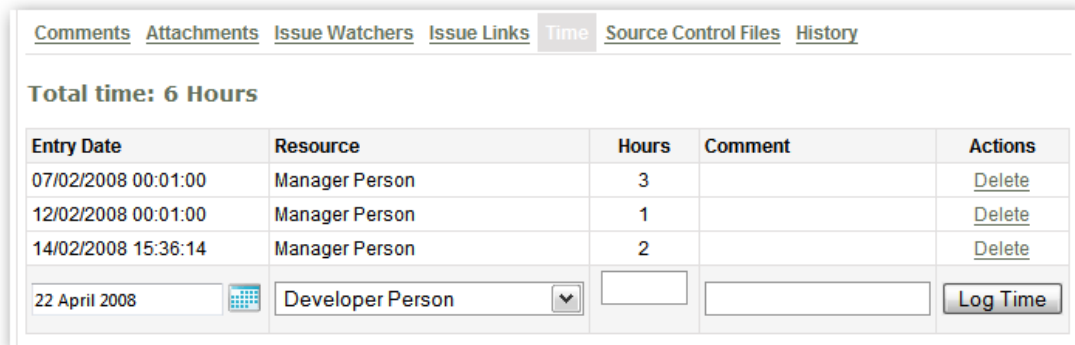 Comments Attachments Issue Watchers Issue Links Time Source Control Files History
Total time: 6 Hours
Entry Date Resource Hours Comment Actions
07/02/2008 00:01:00 Manager Person 3 Delete
12/02/2008 00:01:00 Manager Person 1 Delete
14/02/2008 15:36:14 Manager Person 2 Delete
22 April 2008 Developer Person Log Time